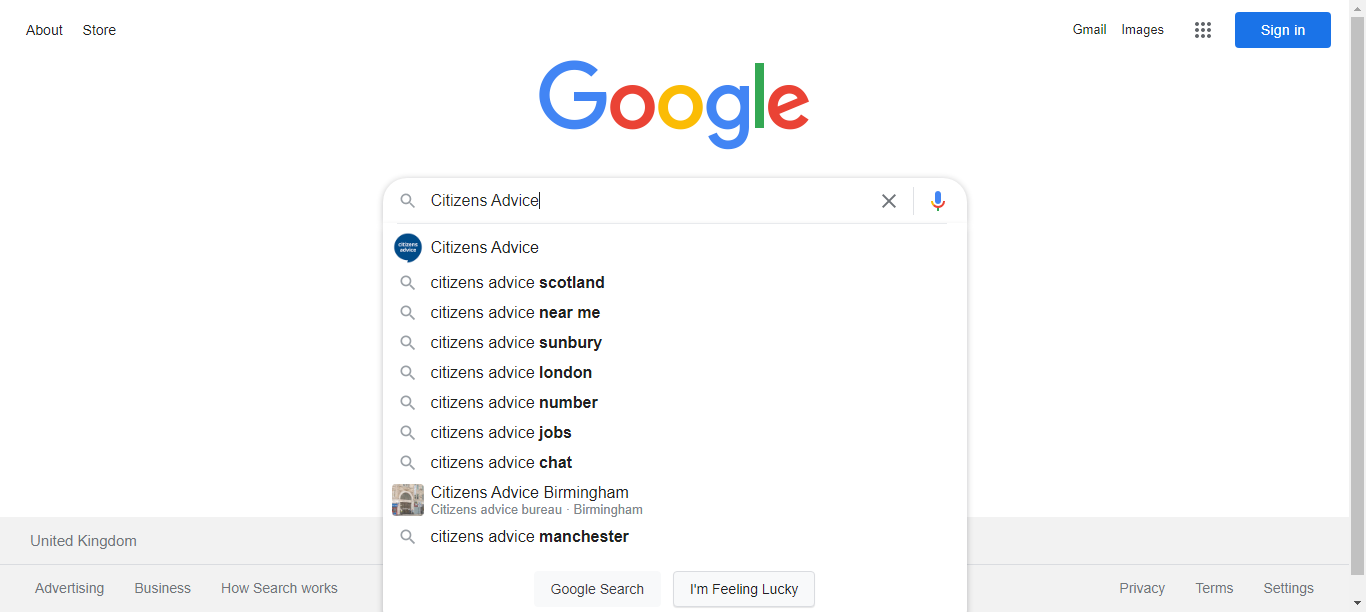 About Store
Gmail Images
Sign in
Google
Citizens Advice
citizens advice
Citizens Advice
citizens advice scotland
citizens advice near me
citizens advice sunbury
citizens advice london
citizens advice number
citizens advice jobs
citizens advice chat
Citizens Advice Birmingham
Citizens advice bureau · Birmingham
citizens advice manchester
United Kingdom
Google Search I'm Feeling Lucky
Advertising Business How Search works
Privacy Terms Settings